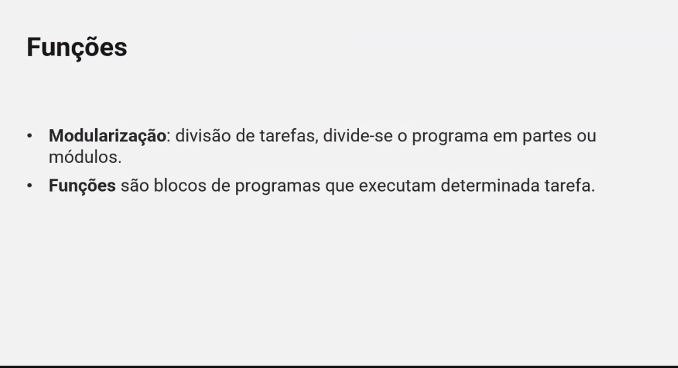 Funções
• Modularização: divisão de tarefas, divide-se o programa em partes ou
módulos.
• Funções são blocos de programas que executam determinada tarefa.